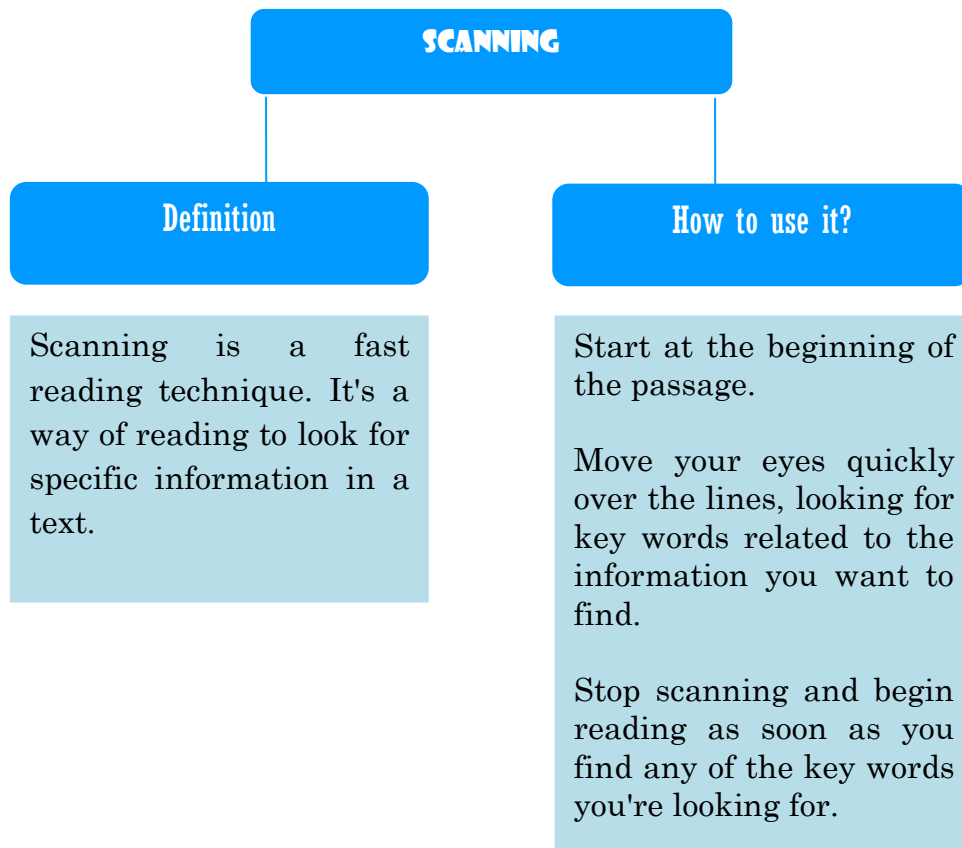 SCANNING
Definition
Scanning is a fast
reading technique. It's a
way of reading to look for
specific information in a
text.
How to use it?
Start at the beginning of
the passage.
Move your eyes quickly
over the lines, looking for
key words related to the
information you want to
find.
Stop scanning and begin
reading as soon as you
find any of the key words
you're looking for.